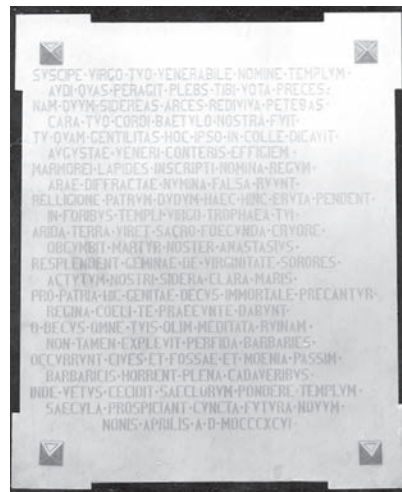 SVSCIPE·VIRGO·TVO·VENERABILE·NOMINE·TEMPLVM·
AVDI·QVAS·PERAGIT·PLEBS·TIBI·VOTA·PRECES:
NAM·QVVM·SIDEREAS·ARCES·REDIVIVA·PETEBAS·
CARA·TVO·CORDI·BAETVLO·NOSTRA·FVIT·
TV·QVAM·GENTILITAS·HOC·IPSO·IN·COLLE·DICAVIT·
AVGVSTAE·VENERI·CONTERIS·EFFIGIEM·
MARMOREI·LAPIDES·INSCRIPTI·NOMINA·REGVM·
ARAE·DIFFRACTAE·NVMINA·FALSA·RVVNT·
RELLIGIONE·PATRVM·DVDVM·HAEC·HINC·ERVTA·PENDENT·
IN·FORIBVS·TEMPLI·VIRGO·TROPHAEA·TVI·
ARIDA·TERRA·VIRET·SACRO·FOECVNDA·CRVORE·
OBCVMBIT·MARTYR·NOSTER·ANASTASIVS·
RESPLENDENT·GEMINAE·DE·VIRGINITATE·SORORES·
ACTYTVM·NOSTRI·SIDERA·CLARA·MARIS·
PRO·PATRIA·HIC·GENITAE·DECVS·IMMORTALE·PRECANTVR·
REGINA·COELI·TE·PRAEEVNTE·DABVNT·
O·DECVS·OMNE·TVIS·OLIM·MEDITATA·RVINAM·
NON·TAMEN·EXPLEVIT·PERFIDA·BARBARIES·
OCCVRRVNT·CIVES·ET·FOSSAE·ET·MOENIA·PASSIM·
BARBARICIS·HORRENT·PLENA·CADAVERIBVS·
INDE·VETVS·CECIDIT·SAECLORVM·PONDERE·TEMPLVM·
SAECVLA·PROSPICIANT·CVNCTA·FVTVRA·NOVVM·
NONIS·APRILIS·A·D·MDCCCXCVI·